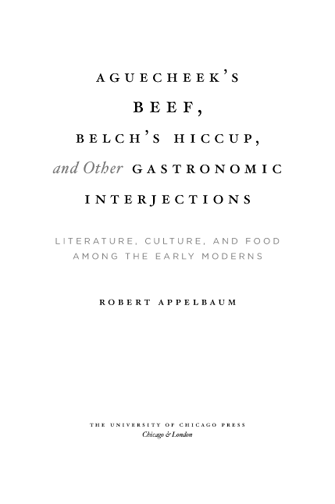 AGUECHEEK'S
BEEF,
BELCH'S HICCUP,
and Other GASTRONOMIC
INTERJECTIONS
LITERATURE, CULTURE, AND FOOD
AMONG THE EARLY MODERNS
ROBERT APPELBAUM
THE UNIVERSITY OF CHICAGO PRESS
Chicago & London